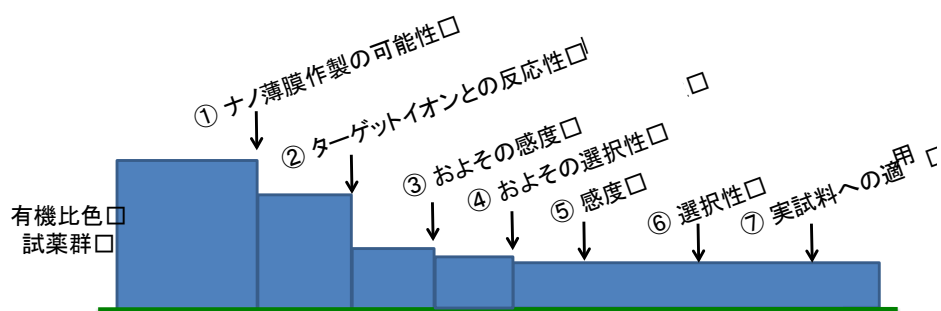 ① ナノ薄膜作製の可能性□
② ターゲットイオンとの反応性□
③ およその感度□
④ およその選択性□
⑤ 感度□
⑥ 選択性□
⑦ 実試料への適用□
□
有機比色□
試薬群□